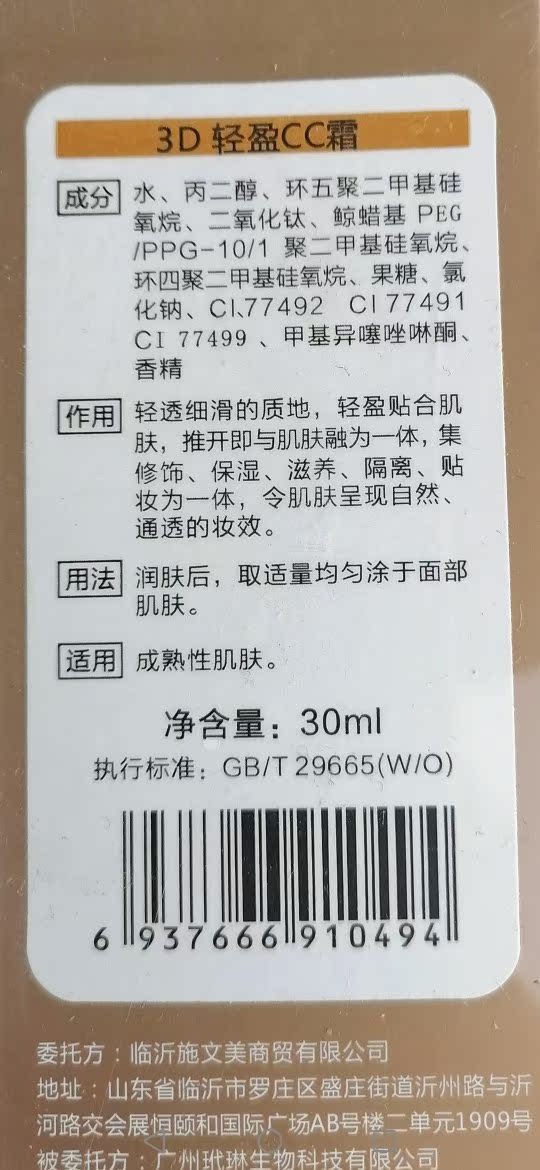 3D 轻盈CC霜
成分 水、丙二醇、环五聚二甲基硅
氧烷、二氧化钛、鲸蜡基 PEG
/PPG-10/1 聚二甲基硅氧烷、
环四聚二甲基硅氧烷、果糖、氯
化钠、CI、77492 CI 77491
CI 77499 、甲基异噻唑啉酮、
香精
作用 轻透细滑的质地，轻盈贴合肌
肤，推开即与肌肤融为一体，集
修饰、保湿、滋养、隔离、贴
妆为一体，令肌肤呈现自然、
通透的妆效。
用法 润肤后，取适量均匀涂于面部
肌肤。
适用 成熟性肌肤。
净含量：30ml
执行标准：GB/T 29665(W/O)
6 937666 910494
委托方：临沂施文美商贸有限公司
地址：山东省临沂市罗庄区盛庄街道沂州路与沂
河路交会展恒颐和国际广场AB号楼二单元1909号
被委托方：广州玳琳生物科技有限公司